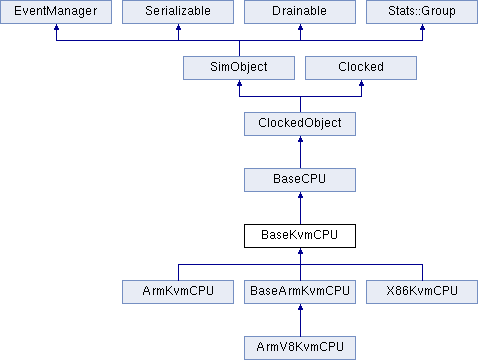 EventManager
Serializable
Drainable
Stats::Group
SimObject
Clocked
ClockedObject
BaseCPU
BaseKvmCPU
ArmKvmCPU
BaseArmKvmCPU
X86KvmCPU
ArmV8KvmCPU